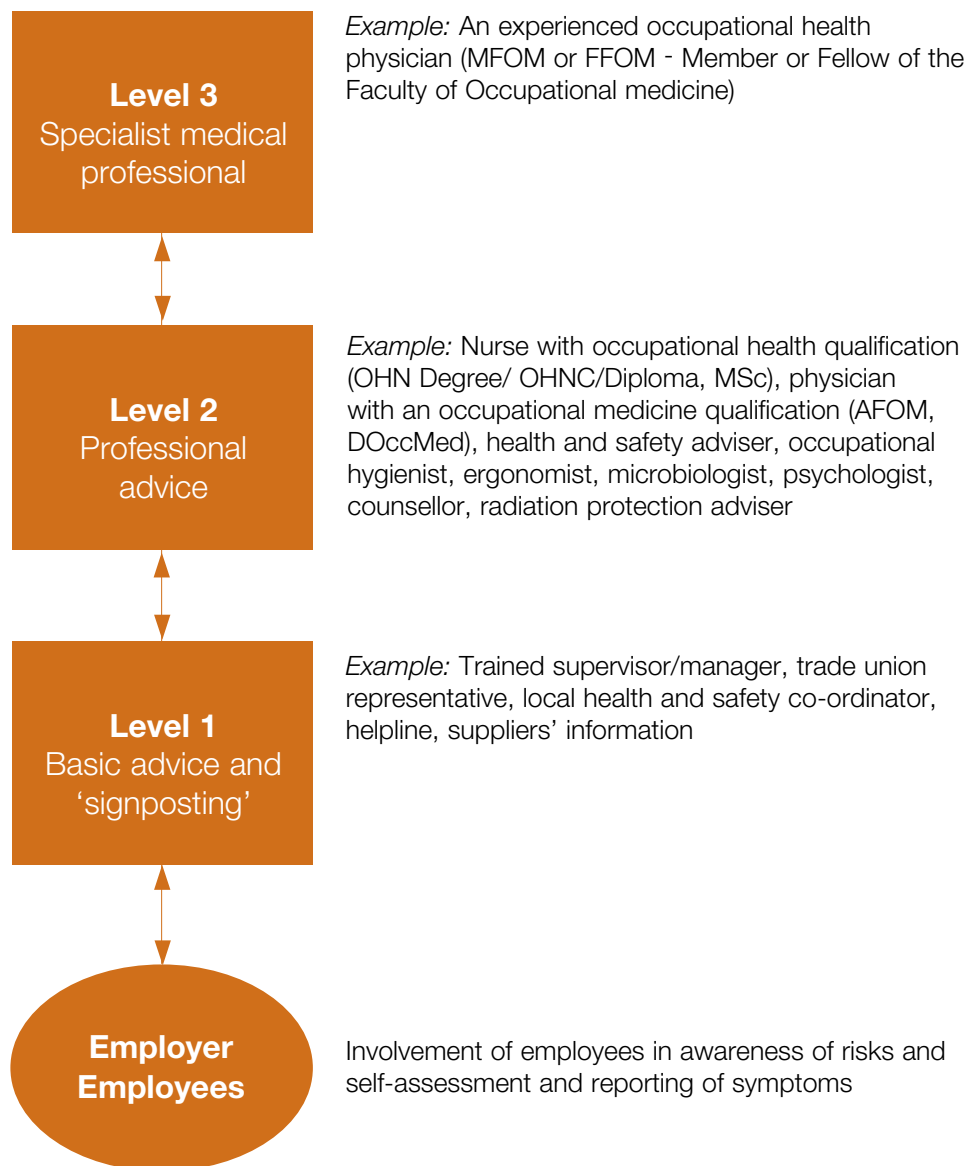 Level 3
Specialist medical
professional
Example: An experienced occupational health
physician (MFOM or FFOM - Member or Fellow of the
Faculty of Occupational medicine)
Level 2
Professional
advice
Example: Nurse with occupational health qualification
(OHN Degree/ OHNC/Diploma, MSc), physician
with an occupational medicine qualification (AFOM,
DOccMed), health and safety adviser, occupational
hygienist, ergonomist, microbiologist, psychologist,
counsellor, radiation protection adviser
Level 1
Basic advice and
‘signposting’
Example: Trained supervisor/manager, trade union
representative, local health and safety co-ordinator,
helpline, suppliers’ information
Employer
Employees
Involvement of employees in awareness of risks and
self-assessment and reporting of symptoms